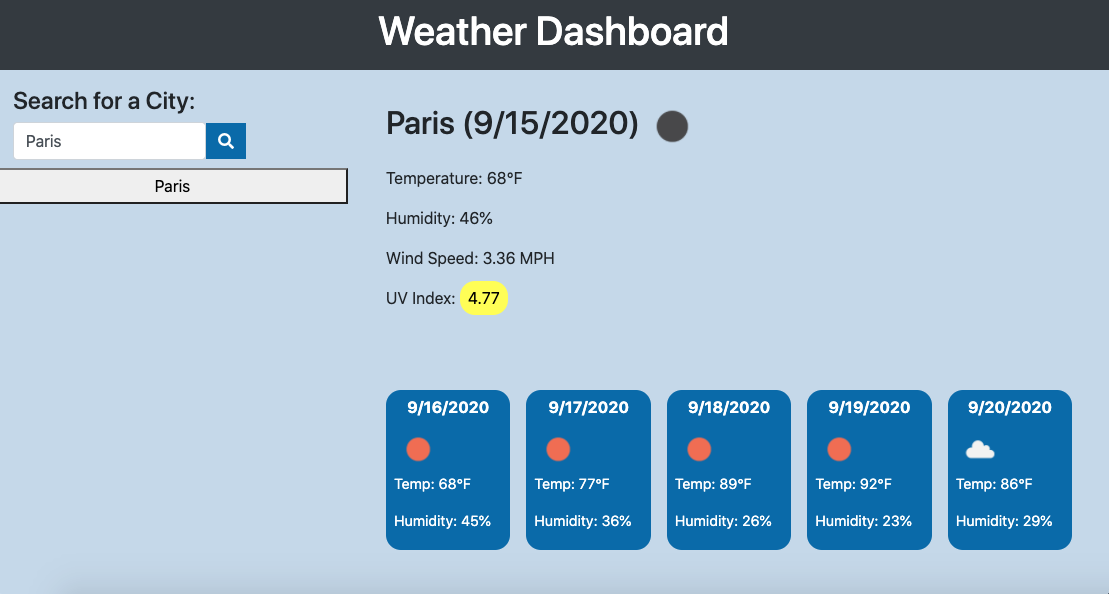 Weather Dashboard
Search for a City:
Paris
Paris
Paris (9/15/2020)
Temperature: 68°F
Humidity: 46%
Wind Speed: 3.36 MPH
UV Index: 4.77
9/16/2020
Temp: 68°F
Humidity: 45%
9/17/2020
Temp: 77°F
Humidity: 36%
9/18/2020
Temp: 89°F
Humidity: 26%
9/19/2020
Temp: 92°F
Humidity: 23%
9/20/2020
Temp: 86°F
Humidity: 29%